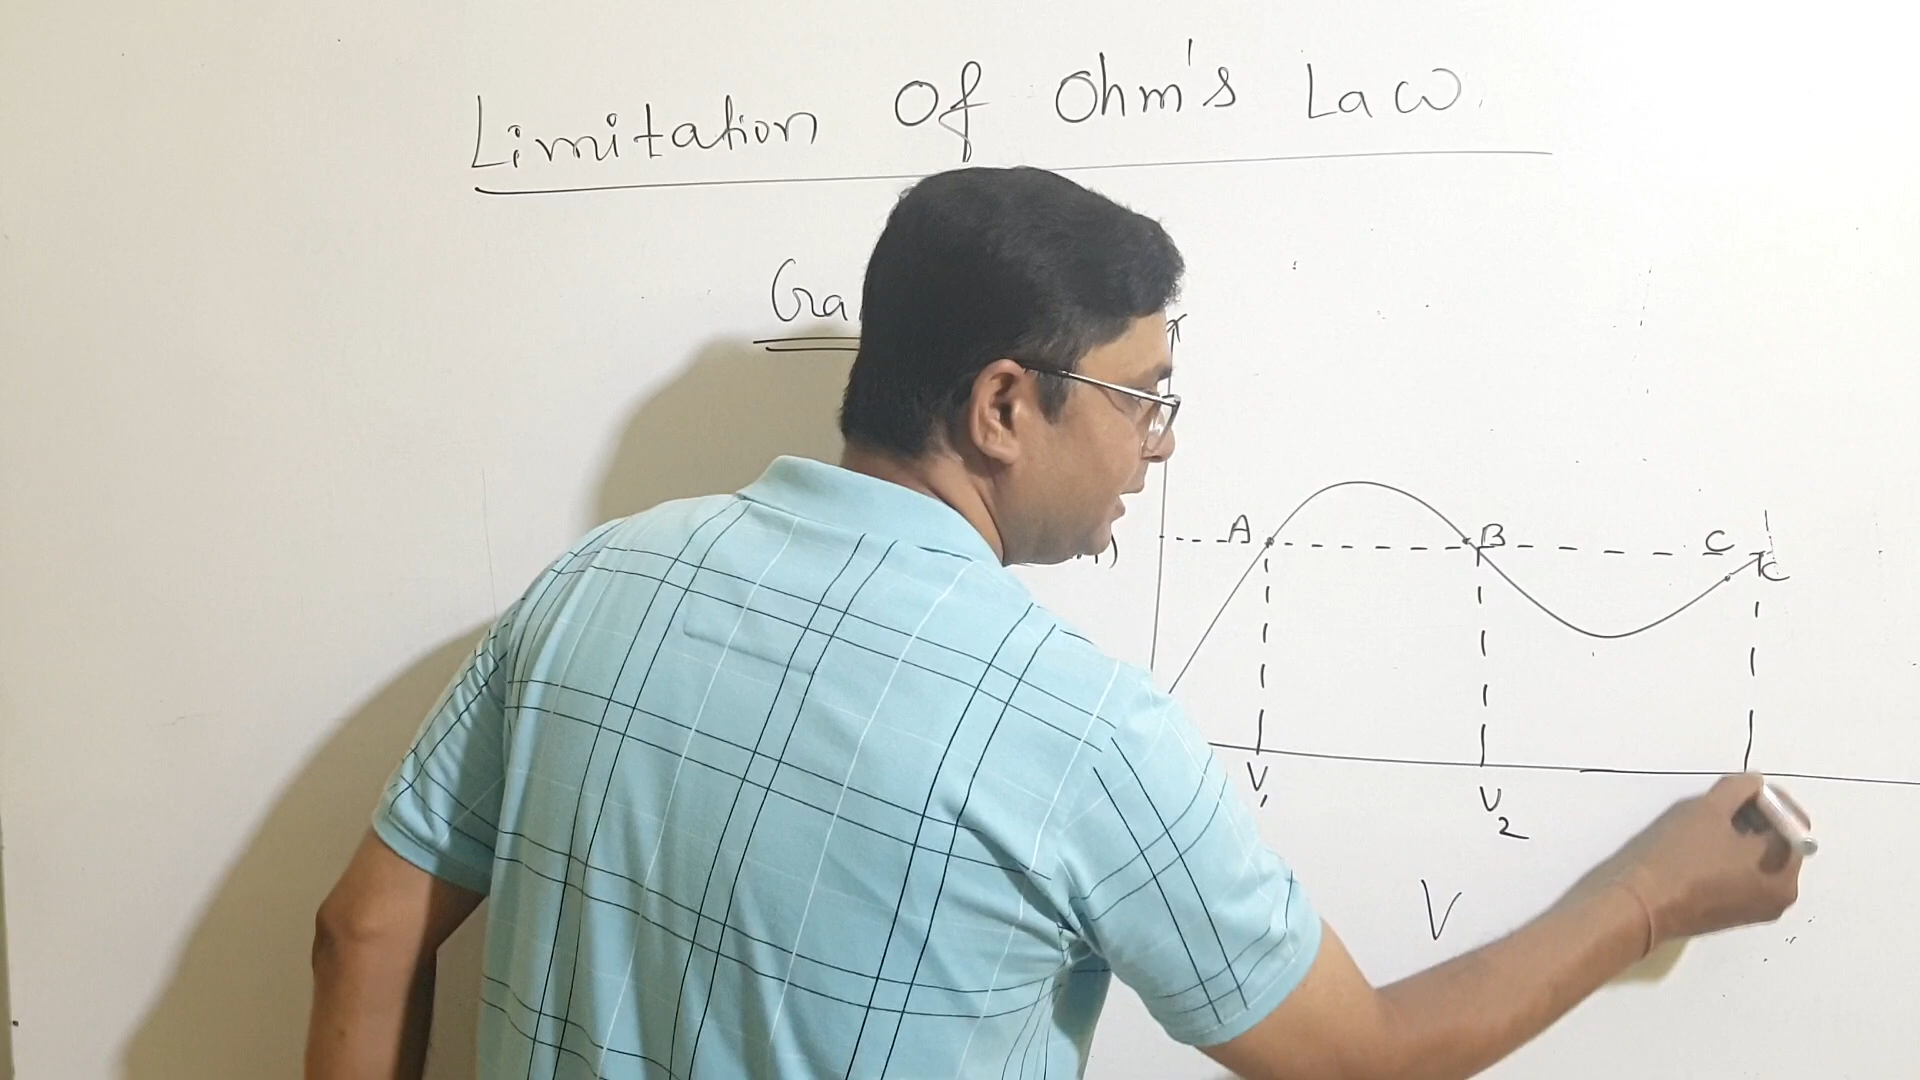 Limitation Of Ohm's Law.
A B C
C
V1 V2
V